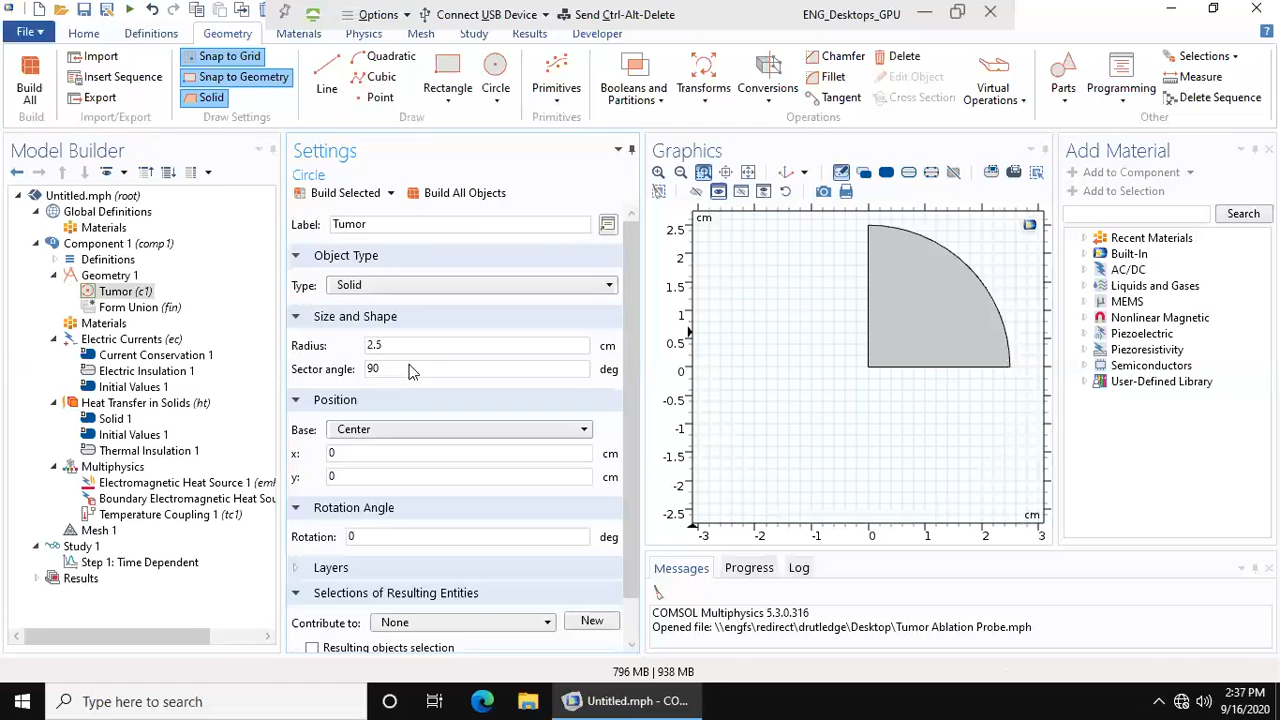 Options
Connect USB Device
Send Ctrl-Alt-Delete
ENG_Desktops_GPU
File
Home
Definitions
Geometry
Materials
Physics
Mesh
Study
Results
Developer
Build All
Build
Import
Insert Sequence
Export
Import/Export
Snap to Grid
Snap to Geometry
Solid
Draw Settings
Line
Quadratic
Cubic
Point
Rectangle
Circle
Draw
Primitives
Primitives
Booleans and Partitions
Transforms
Conversions
Chamfer
Fillet
Tangent
Delete
Edit Object
Cross Section
Operations
Virtual Operations
Parts
Programming
Selections
Measure
Delete Sequence
Other
Model Builder
Untitled.mph (root)
Global Definitions
Materials
Component 1 (comp1)
Definitions
Geometry 1
Tumor (c1)
Form Union (fin)
Materials
Electric Currents (ec)
Current Conservation 1
Electric Insulation 1
Initial Values 1
Heat Transfer in Solids (ht)
Solid 1
Initial Values 1
Thermal Insulation 1
Multiphysics
Electromagnetic Heat Source 1 (emh
Boundary Electromagnetic Heat Sou
Temperature Coupling 1 (tc1)
Mesh 1
Study 1
Step 1: Time Dependent
Results
Settings
Circle
Build Selected
Build All Objects
Label: Tumor
Object Type
Type: Solid
Size and Shape
Radius: 2.5 cm
Sector angle: 90 deg
Position
Base: Center
x: 0 cm
y: 0 cm
Rotation Angle
Rotation: 0 deg
Layers
Selections of Resulting Entities
Contribute to: None New
Resulting objects selection
Graphics
cm
2.5
2
1.5
1
0.5
0
-0.5
-1
-1.5
-2
-2.5
cm
-3 -2 -1 0 1 2 3
Messages
Progress
Log
COMSOL Multiphysics 5.3.0.316
Opened file: \\engfs\redirect\drutledge\Desktop\Tumor Ablation Probe.mph
Add Material
Add to Component
Add to Selection
Search
Recent Materials
Built-In
AC/DC
Liquids and Gases
MEMS
Nonlinear Magnetic
Piezoelectric
Piezoresistivity
Semiconductors
User-Defined Library
796 MB | 938 MB
Type here to search
Untitled.mph - CO...
2:37 PM
9/16/2020